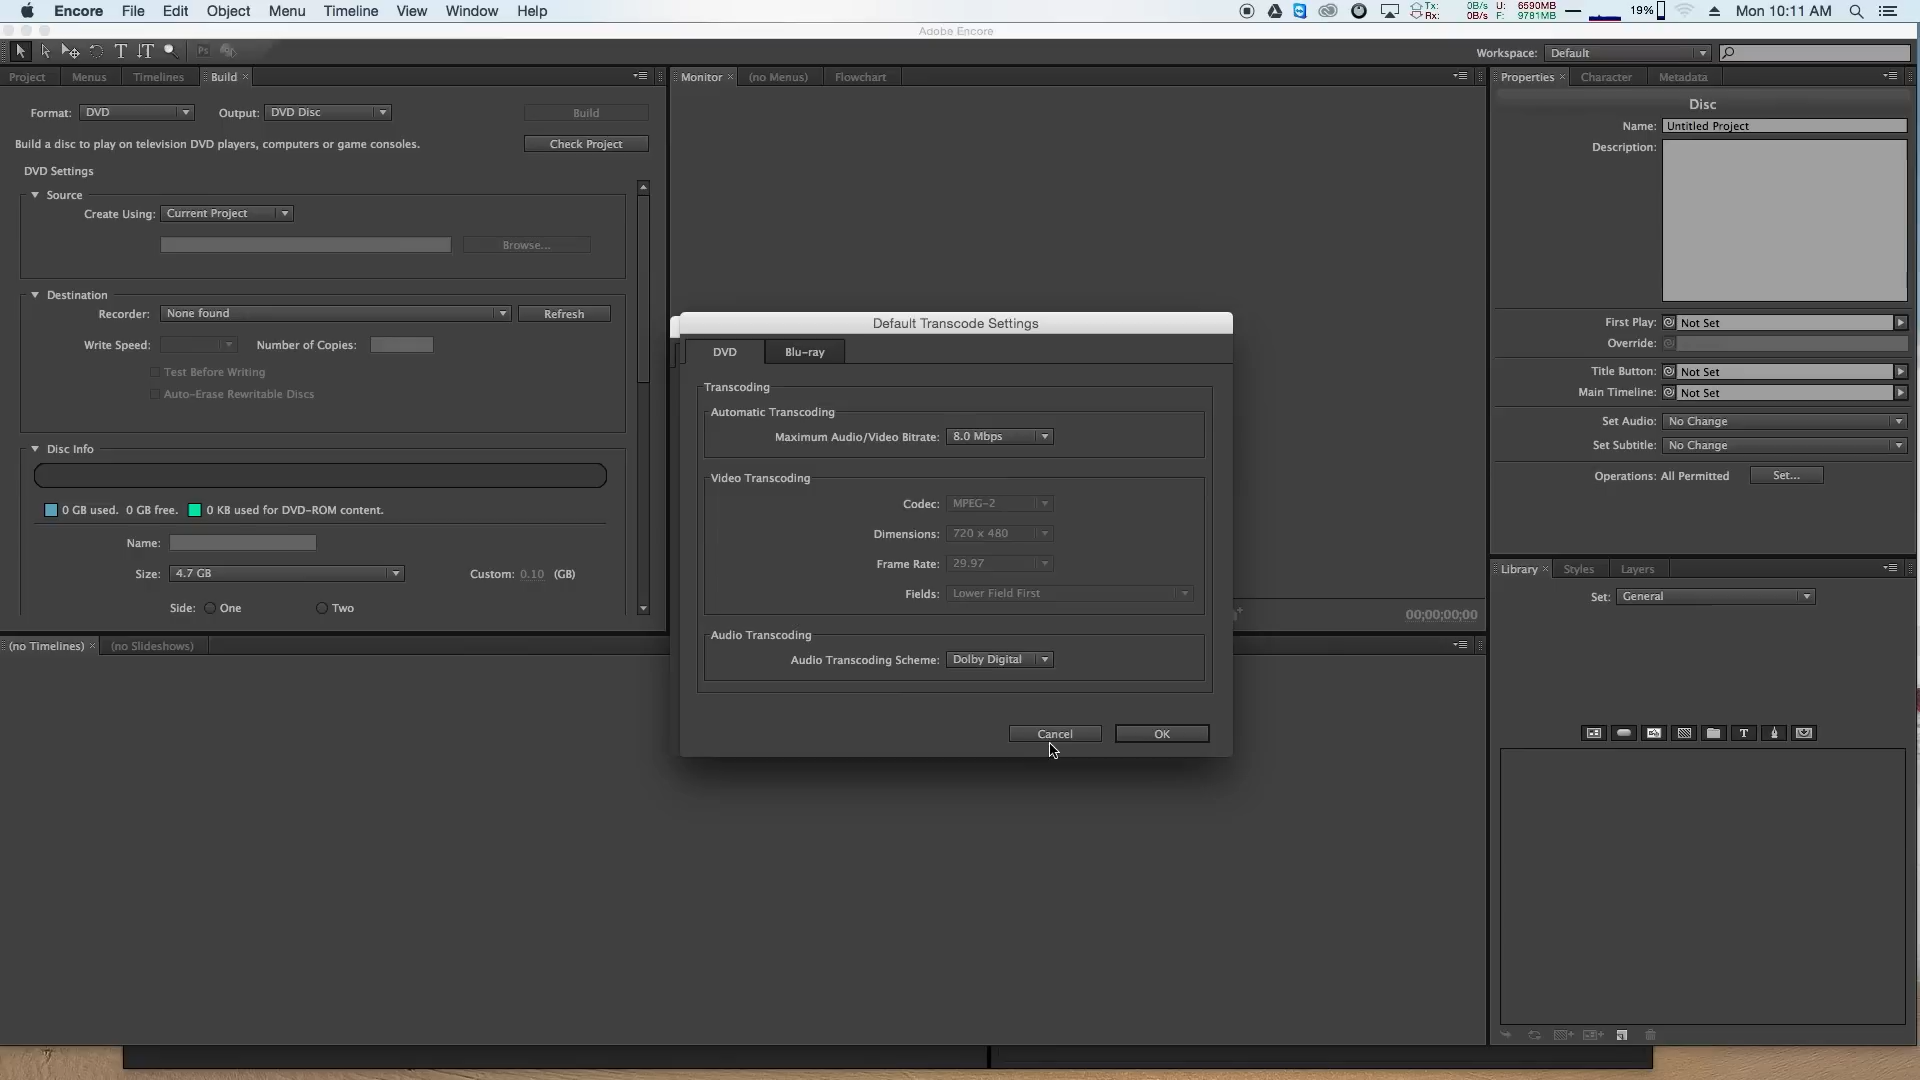 Encore File Edit Object Menu Timeline View Window Help
Tx: 0B/s U: 6590MB
Rx: 0B/s F: 9781MB
19% Mon 10:11 AM
Adobe Encore
T Ps
Workspace: Default
Project Menus Timelines Build
Monitor (no Menus) Flowchart
Properties Character Metadata
Format: DVD Output: DVD Disc Build
Build a disc to play on television DVD players, computers or game consoles. Check Project
DVD Settings
Source
Create Using: Current Project
Browse...
Destination
Recorder: None found Refresh
Write Speed: Number of Copies:
Test Before Writing
Auto-Erase Rewritable Discs
Disc Info
0 GB used. 0 GB free. 0 KB used for DVD-ROM content.
Name:
Size: 4.7 GB Custom: 0.10 (GB)
Side: One Two
(no Timelines) (no Slideshows)
Default Transcode Settings
DVD Blu-ray
Transcoding
Automatic Transcoding
Maximum Audio/Video Bitrate: 8.0 Mbps
Video Transcoding
Codec: MPEG-2
Dimensions: 720 x 480
Frame Rate: 29.97
Fields: Lower Field First
Audio Transcoding
Audio Transcoding Scheme: Dolby Digital
Cancel OK
00;00;00;00
Disc
Name: Untitled Project
Description:
First Play: Not Set
Override:
Title Button: Not Set
Main Timeline: Not Set
Set Audio: No Change
Set Subtitle: No Change
Operations: All Permitted Set...
Library Styles Layers
Set: General
T